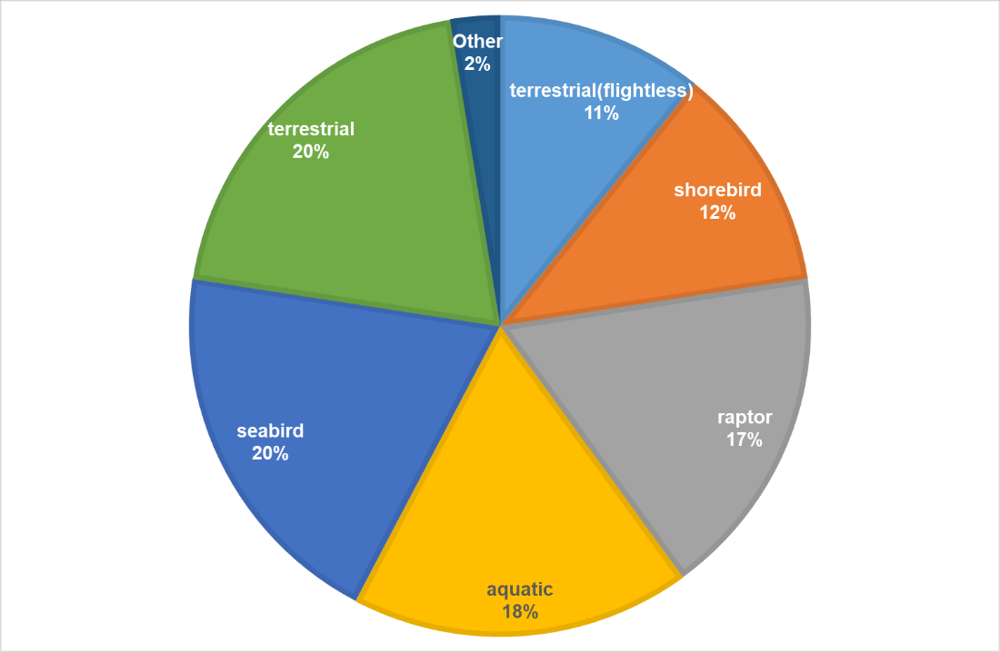 Other
2%
terrestrial(flightless)
11%
shorebird
12%
raptor
17%
aquatic
18%
seabird
20%
terrestrial
20%